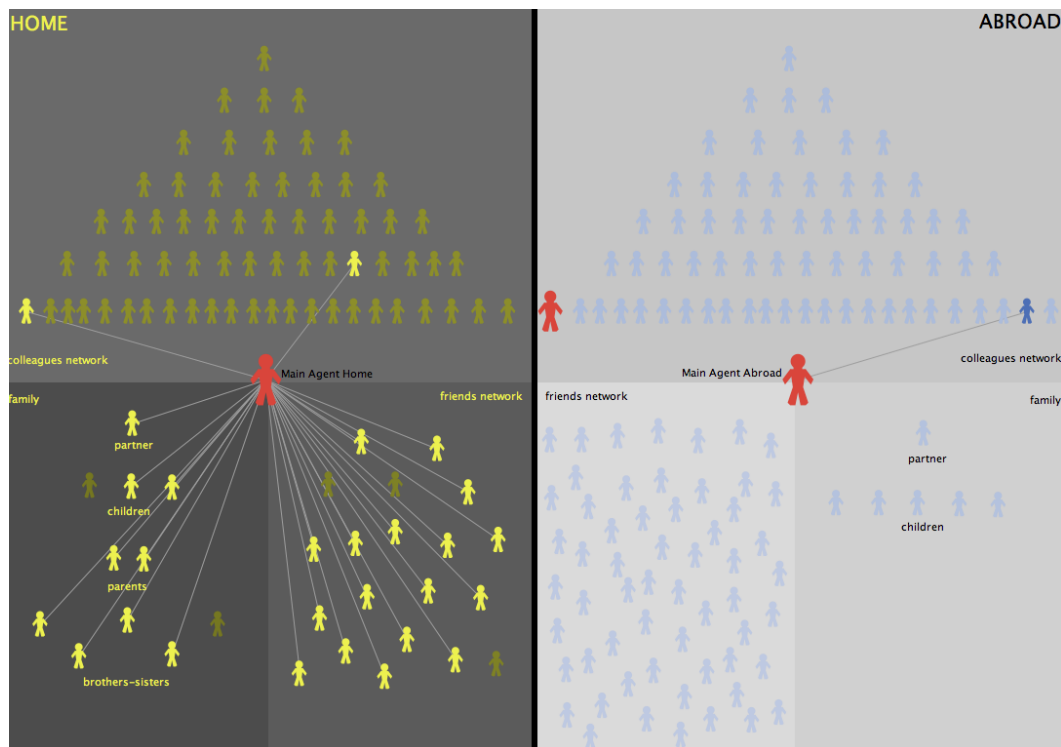 HOME
ABROAD
colleagues network
Main Agent Home
Main Agent Abroad
colleagues network
family
friends network
friends network
family
partner
partner
children
children
parents
brothers-sisters